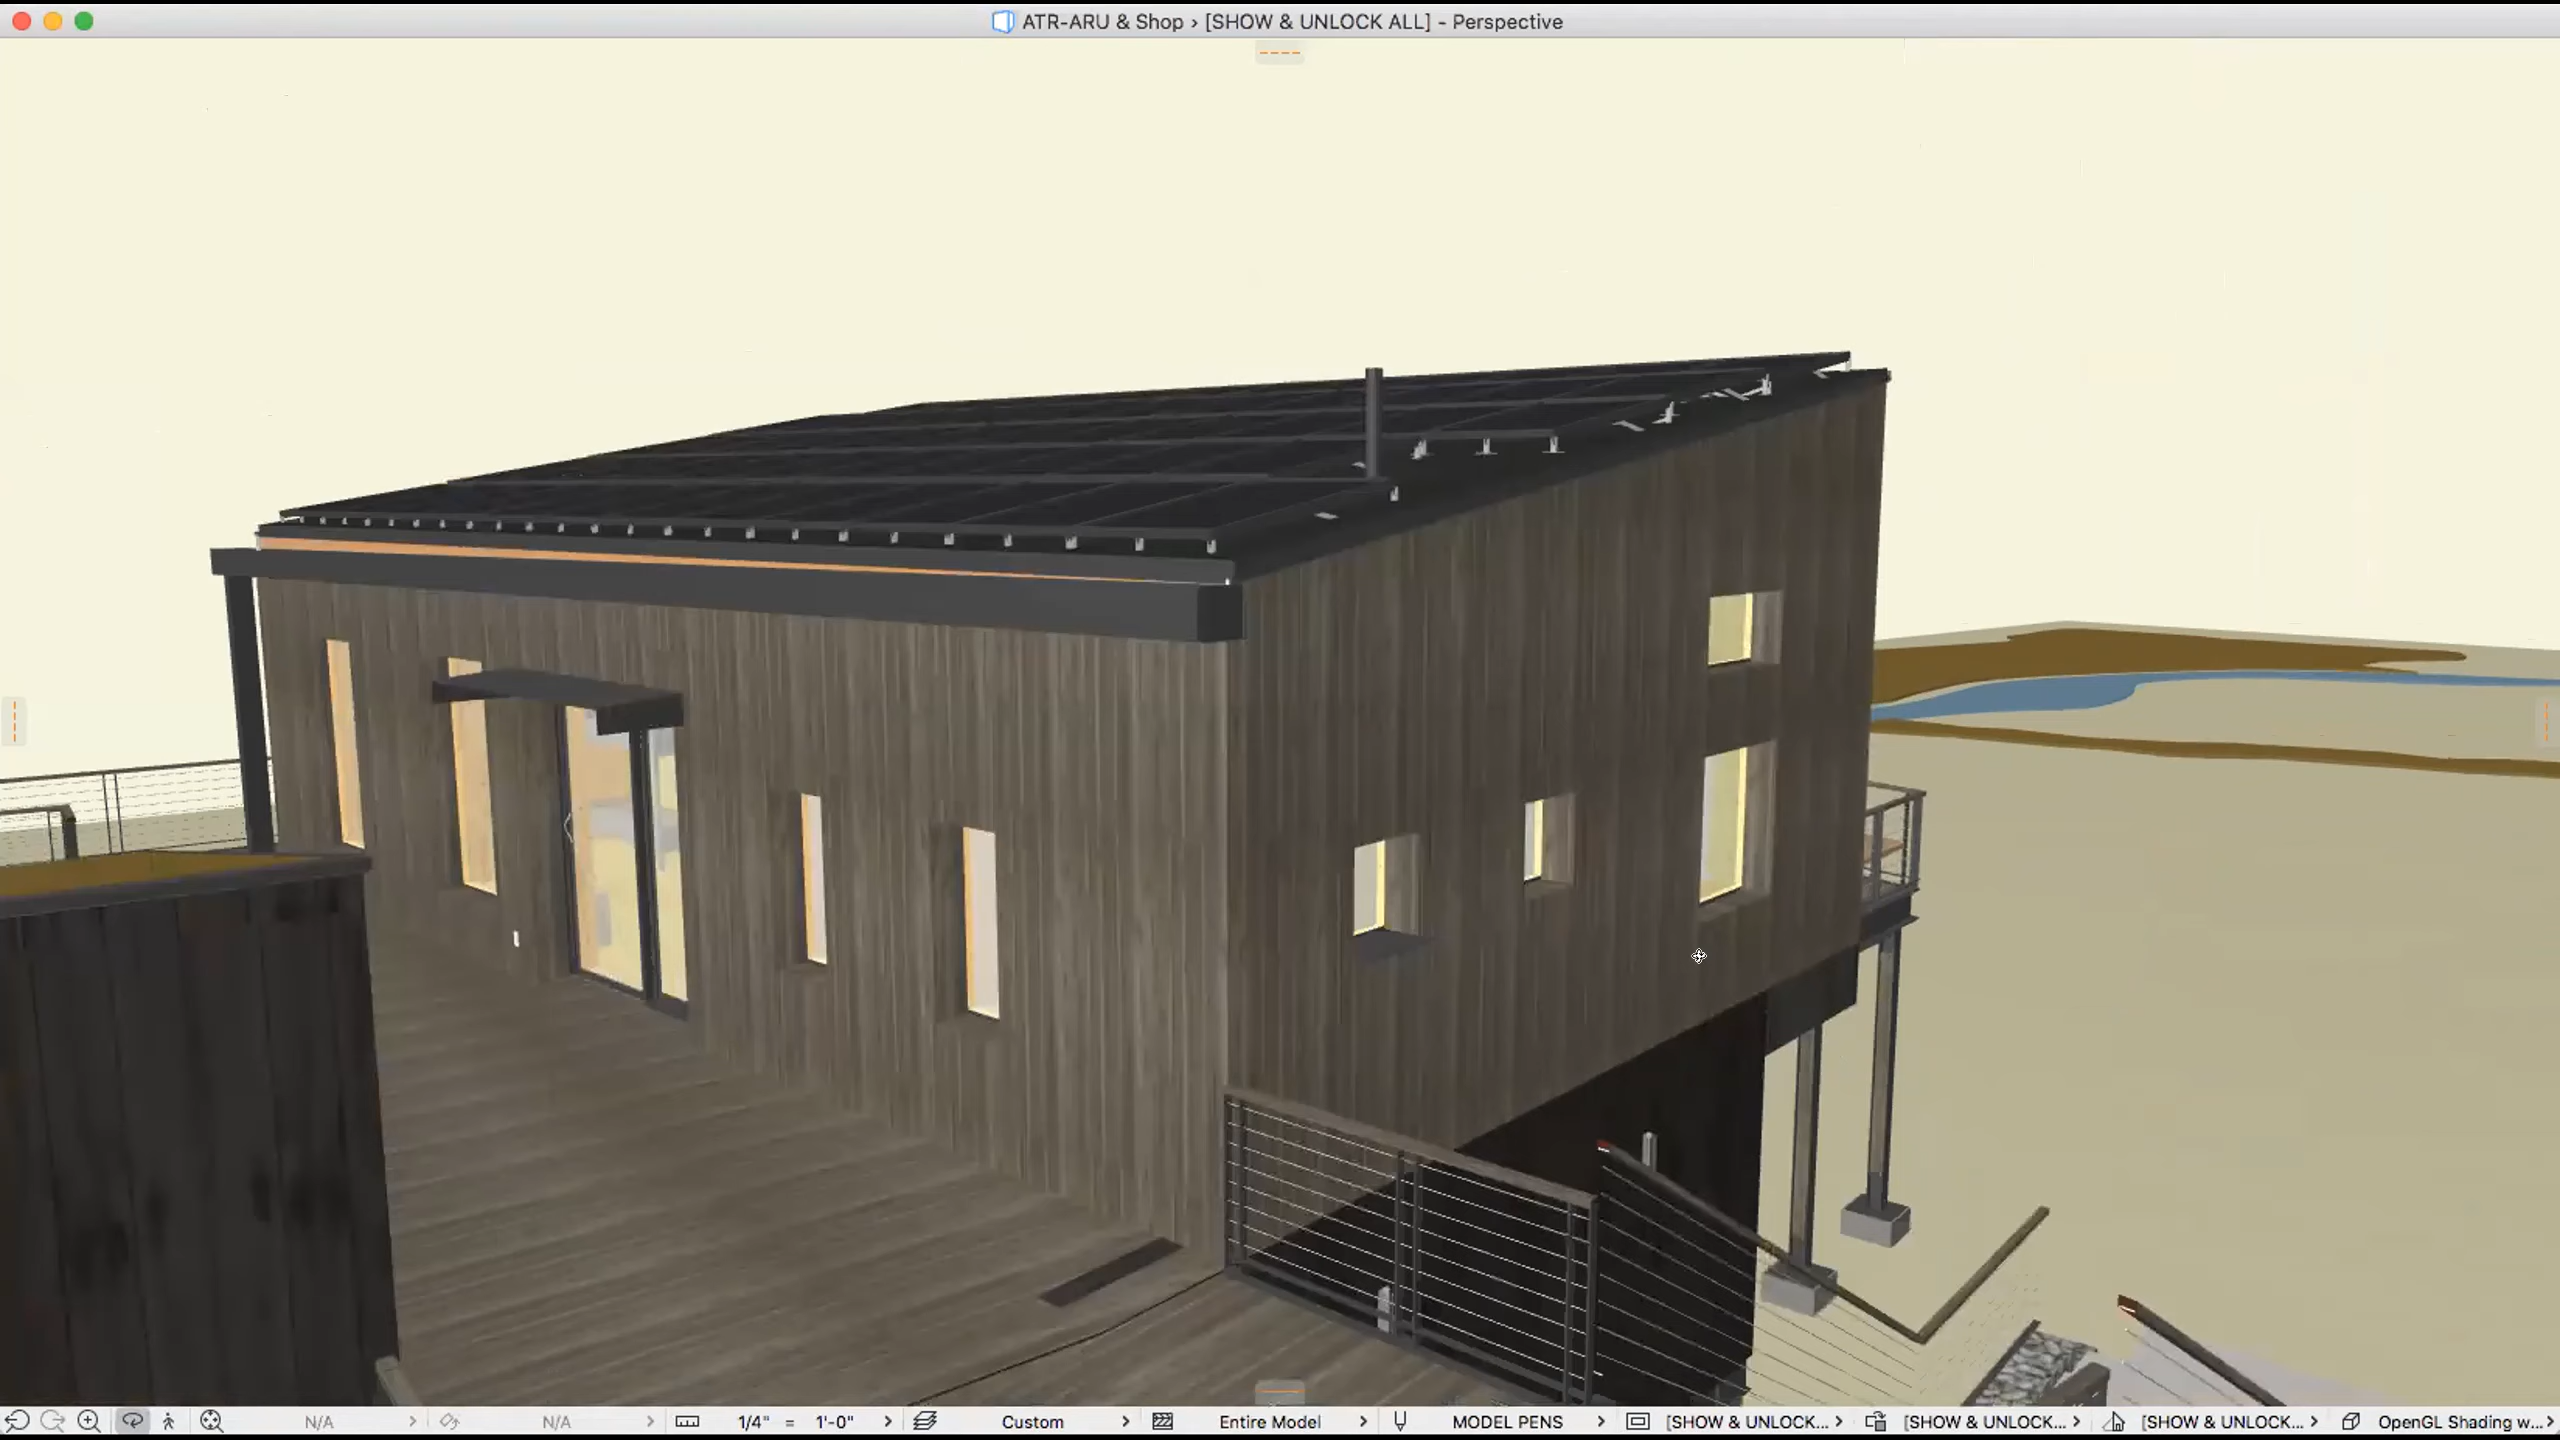 ATR-ARU & Shop › [SHOW & UNLOCK ALL] - Perspective
N/A N/A 1/4" = 1'-0" Custom Entire Model MODEL PENS [SHOW & UNLOCK... [SHOW & UNLOCK... [SHOW & UNLOCK... OpenGL Shading w...